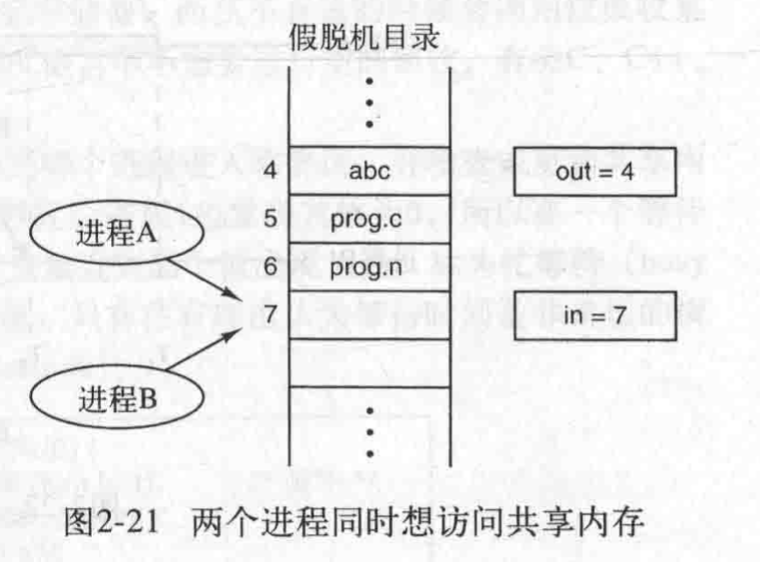 假脱机目录
4 abc out = 4
5 prog.c
进程A
6 prog.n
7 in = 7
进程B
图2-21 两个进程同时想访问共享内存